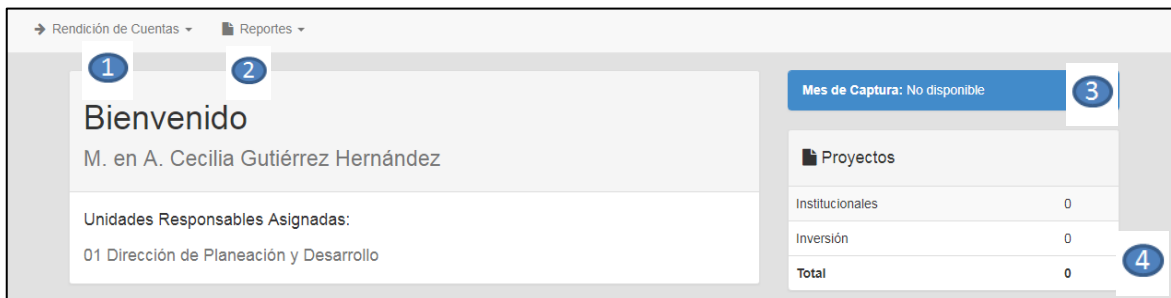 Rendición de Cuentas Reportes
1 2
Bienvenido
M. en A. Cecilia Gutiérrez Hernández
Unidades Responsables Asignadas:
01 Dirección de Planeación y Desarrollo
Mes de Captura: No disponible 3
Proyectos
Institucionales 0
Inversión 0
Total 0
4